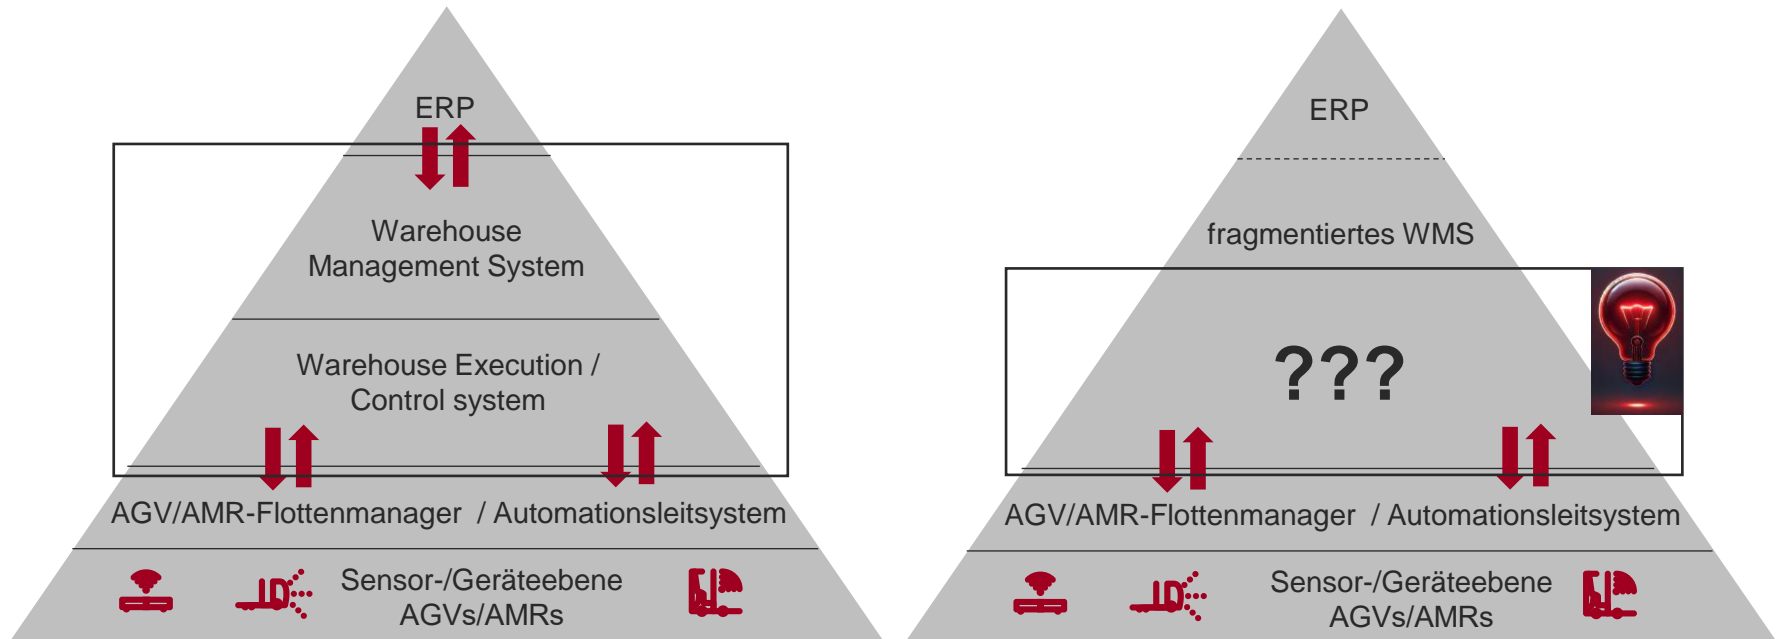 ERP
Warehouse
Management System
Warehouse Execution /
Control system
AGV/AMR-Flottenmanager / Automationsleitsystem
Sensor-/Geräteebene
AGVs/AMRs
ERP
fragmentiertes WMS
???
AGV/AMR-Flottenmanager / Automationsleitsystem
Sensor-/Geräteebene
AGVs/AMRs